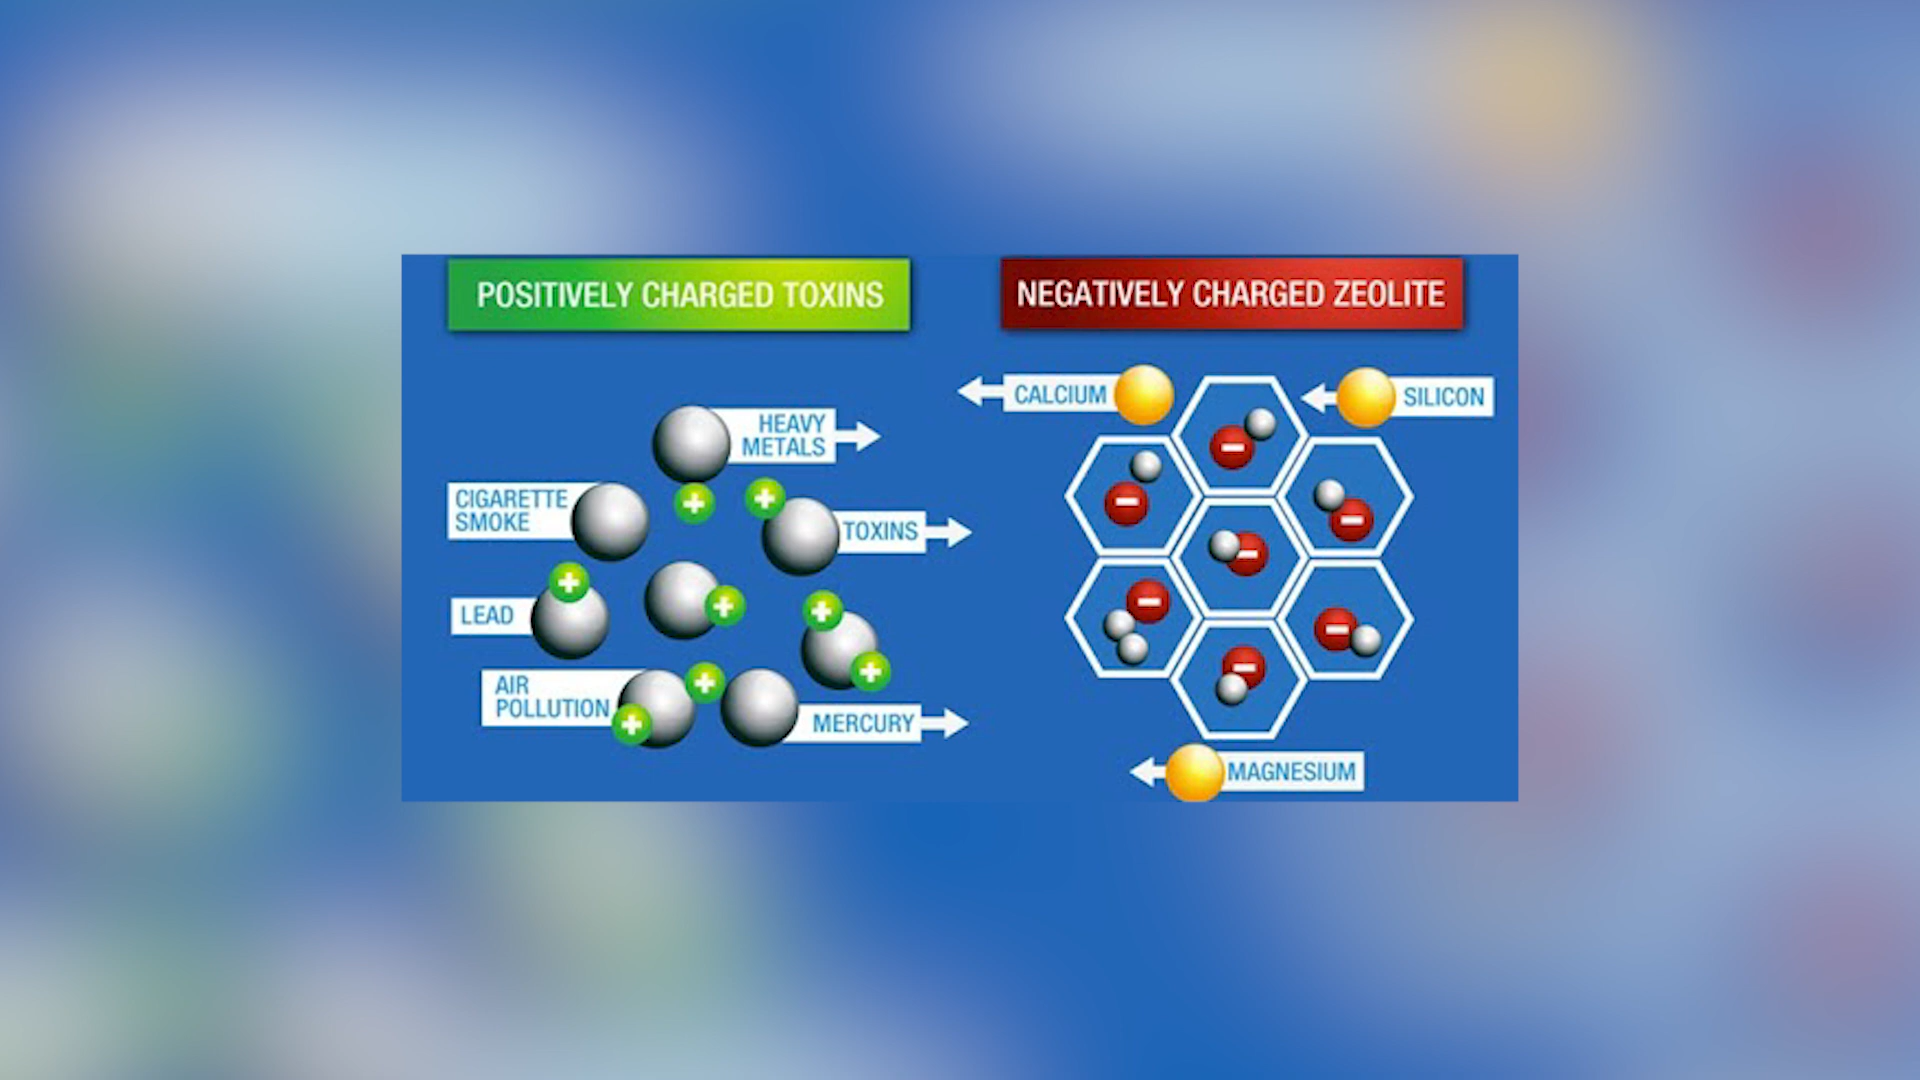 POSITIVELY CHARGED TOXINS
NEGATIVELY CHARGED ZEOLITE
HEAVY
METALS
CIGARETTE
SMOKE
TOXINS
LEAD
AIR
POLLUTION
MERCURY
CALCIUM
SILICON
MAGNESIUM